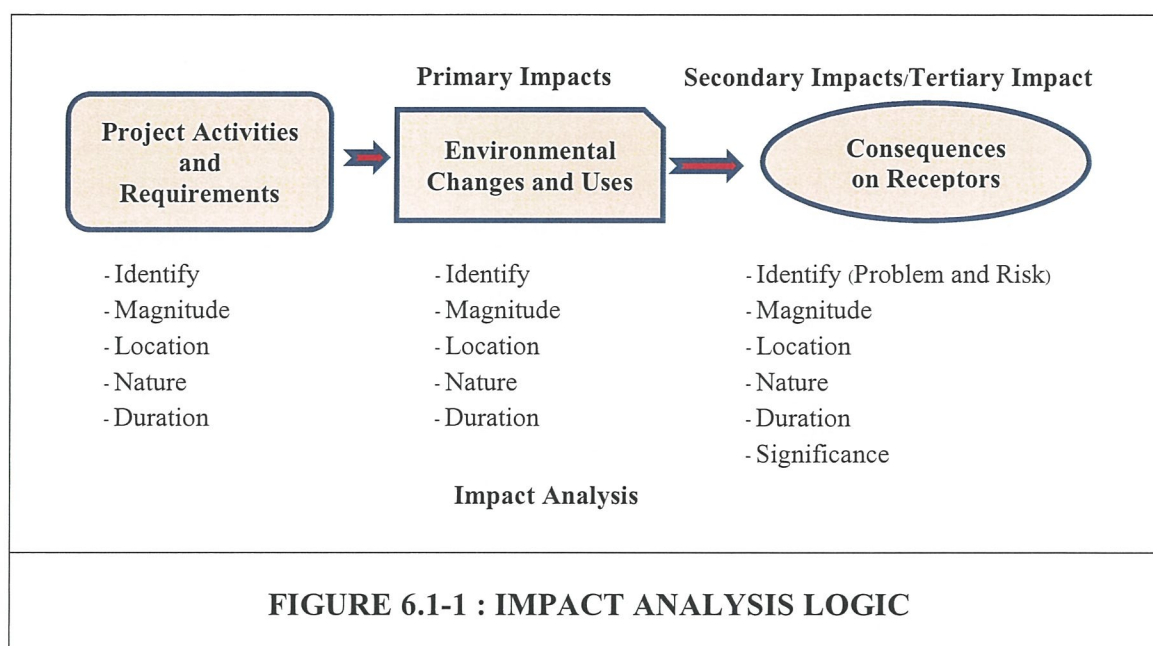 Primary Impacts
Secondary Impacts/Tertiary Impact
Project Activities
and
Requirements
Environmental
Changes and Uses
Consequences
on Receptors
- Identify
- Magnitude
- Location
- Nature
- Duration
- Identify
- Magnitude
- Location
- Nature
- Duration
- Identify (Problem and Risk)
- Magnitude
- Location
- Nature
- Duration
- Significance
Impact Analysis
FIGURE 6.1-1 : IMPACT ANALYSIS LOGIC